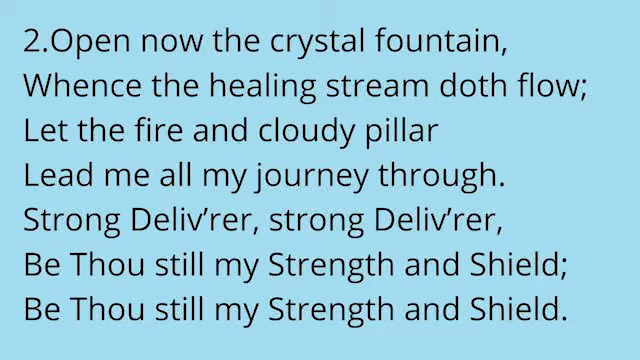 2.Open now the crystal fountain,
Whence the healing stream doth flow;
Let the fire and cloudy pillar
Lead me all my journey through.
Strong Deliv’rer, strong Deliv’rer,
Be Thou still my Strength and Shield;
Be Thou still my Strength and Shield.